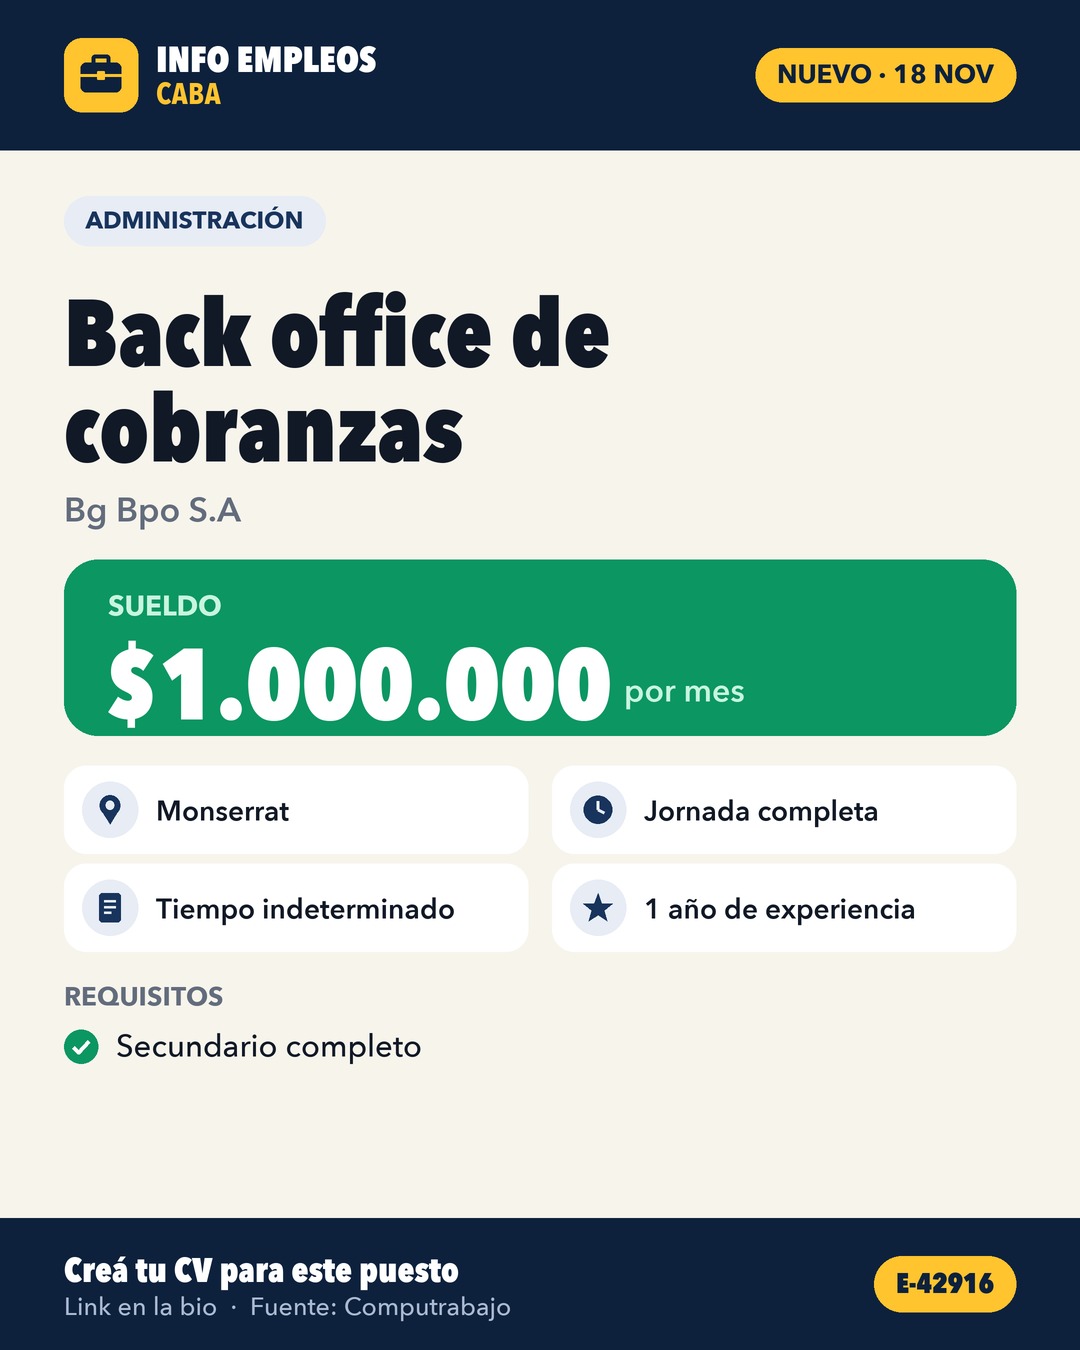 INFO EMPLEOS
CABA
NUEVO · 18 NOV
ADMINISTRACIÓN
Back office de
cobranzas
Bg Bpo S.A
SUELDO
$1.000.000 por mes
Monserrat
Jornada completa
Tiempo indeterminado
1 año de experiencia
REQUISITOS
Secundario completo
Creá tu CV para este puesto
Link en la bio · Fuente: Computrabajo
E-42916